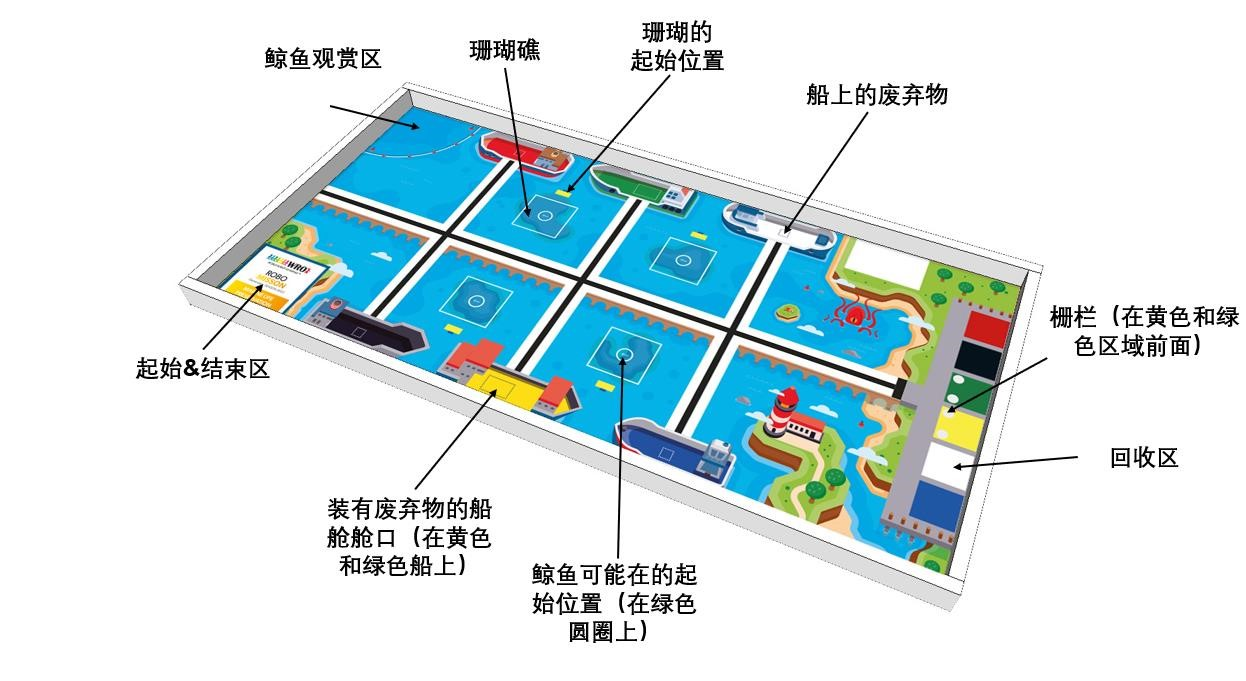 鲸鱼观赏区
珊瑚礁
珊瑚的
起始位置
船上的废弃物
栅栏（在黄色和绿
色区域前面）
回收区
起始&结束区
WRO
ROBO
MISSION
装有废弃物的船
舱舱口（在黄色
和绿色船上）
鲸鱼可能在的起
始位置（在绿色
圆圈上）